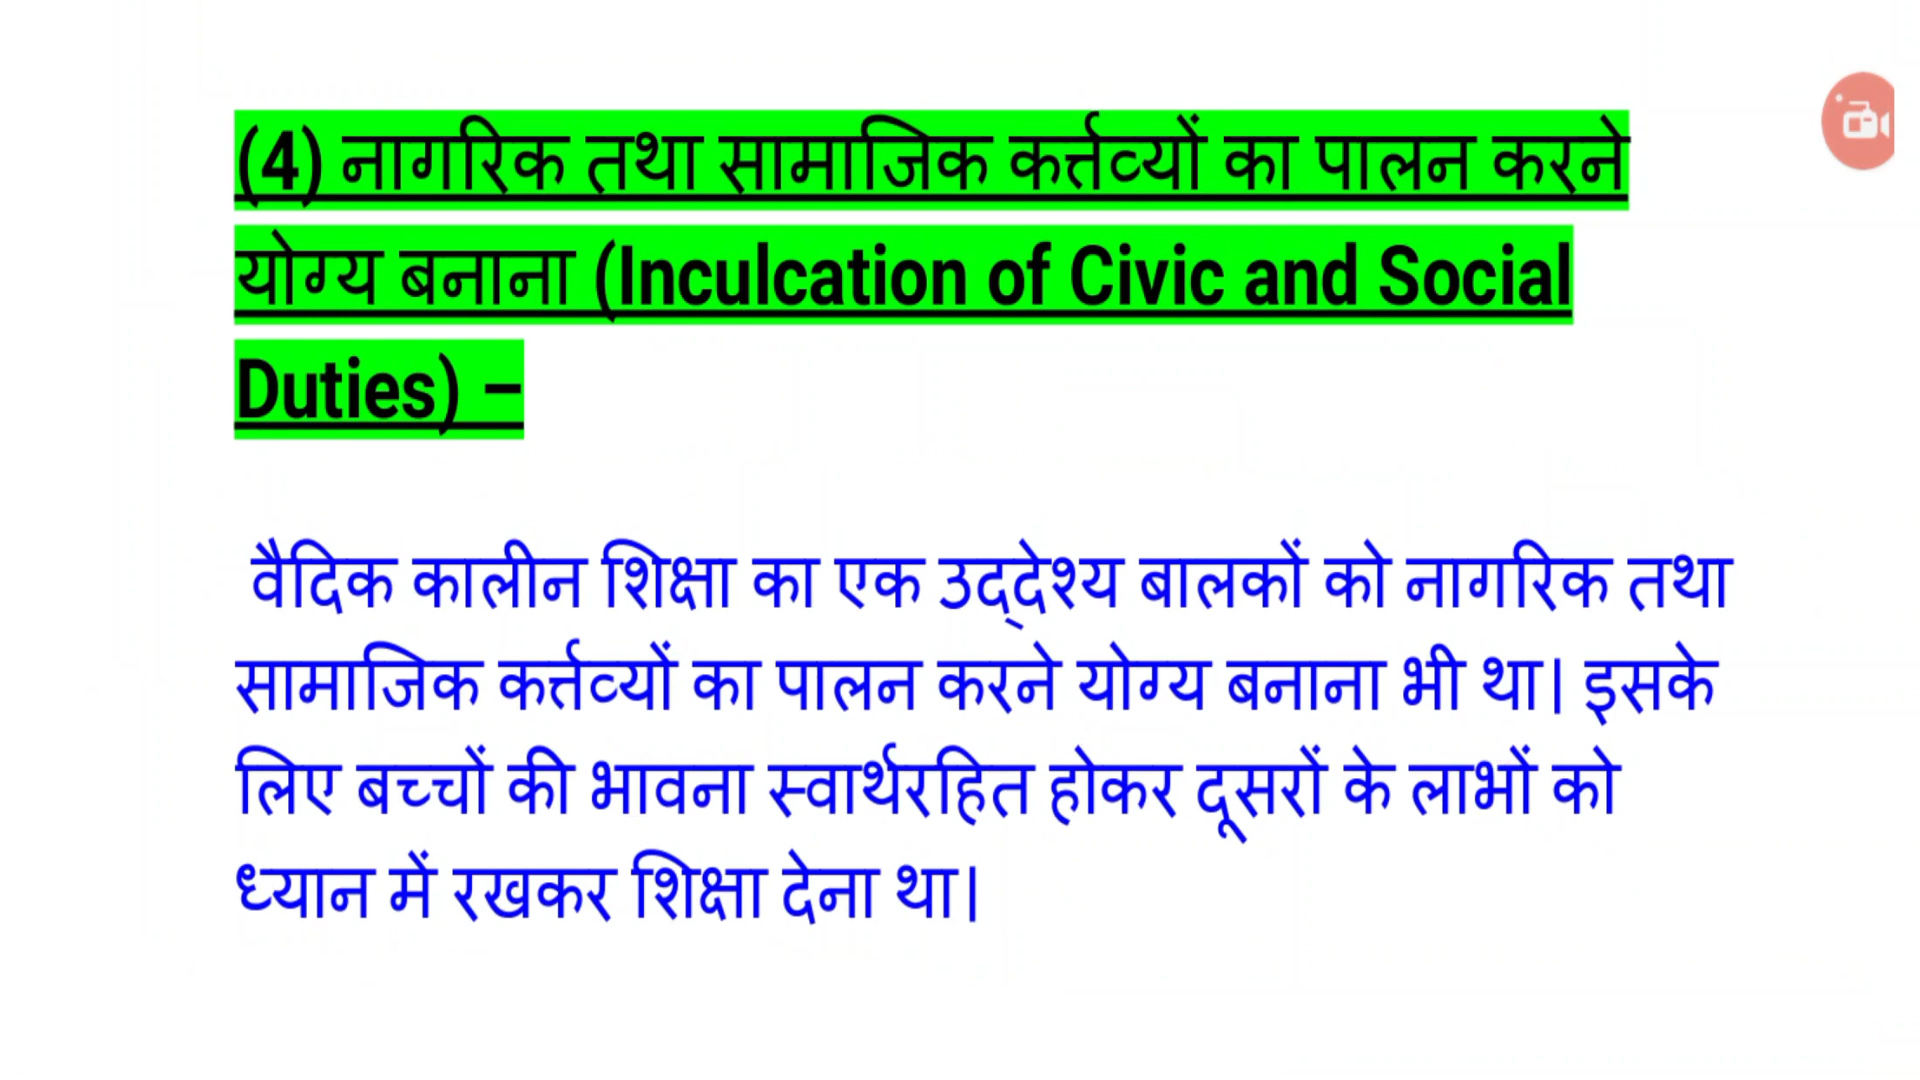 (4) नागरिक तथा सामाजिक कर्त्तव्यों का पालन करने
योग्य बनाना (Inculcation of Civic and Social
Duties) –
वैदिक कालीन शिक्षा का एक उद्देश्य बालकों को नागरिक तथा
सामाजिक कर्त्तव्यों का पालन करने योग्य बनाना भी था। इसके
लिए बच्चों की भावना स्वार्थरहित होकर दूसरों के लाभों को
ध्यान में रखकर शिक्षा देना था।